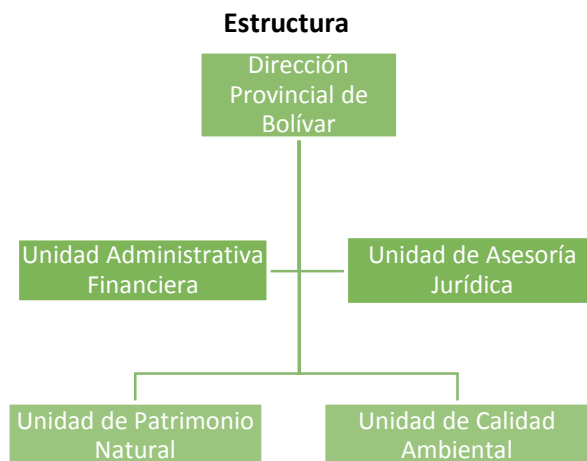 Estructura
Dirección
Provincial de
Bolívar
Unidad Administrativa
Financiera
Unidad de Asesoría
Jurídica
Unidad de Patrimonio
Natural
Unidad de Calidad
Ambiental